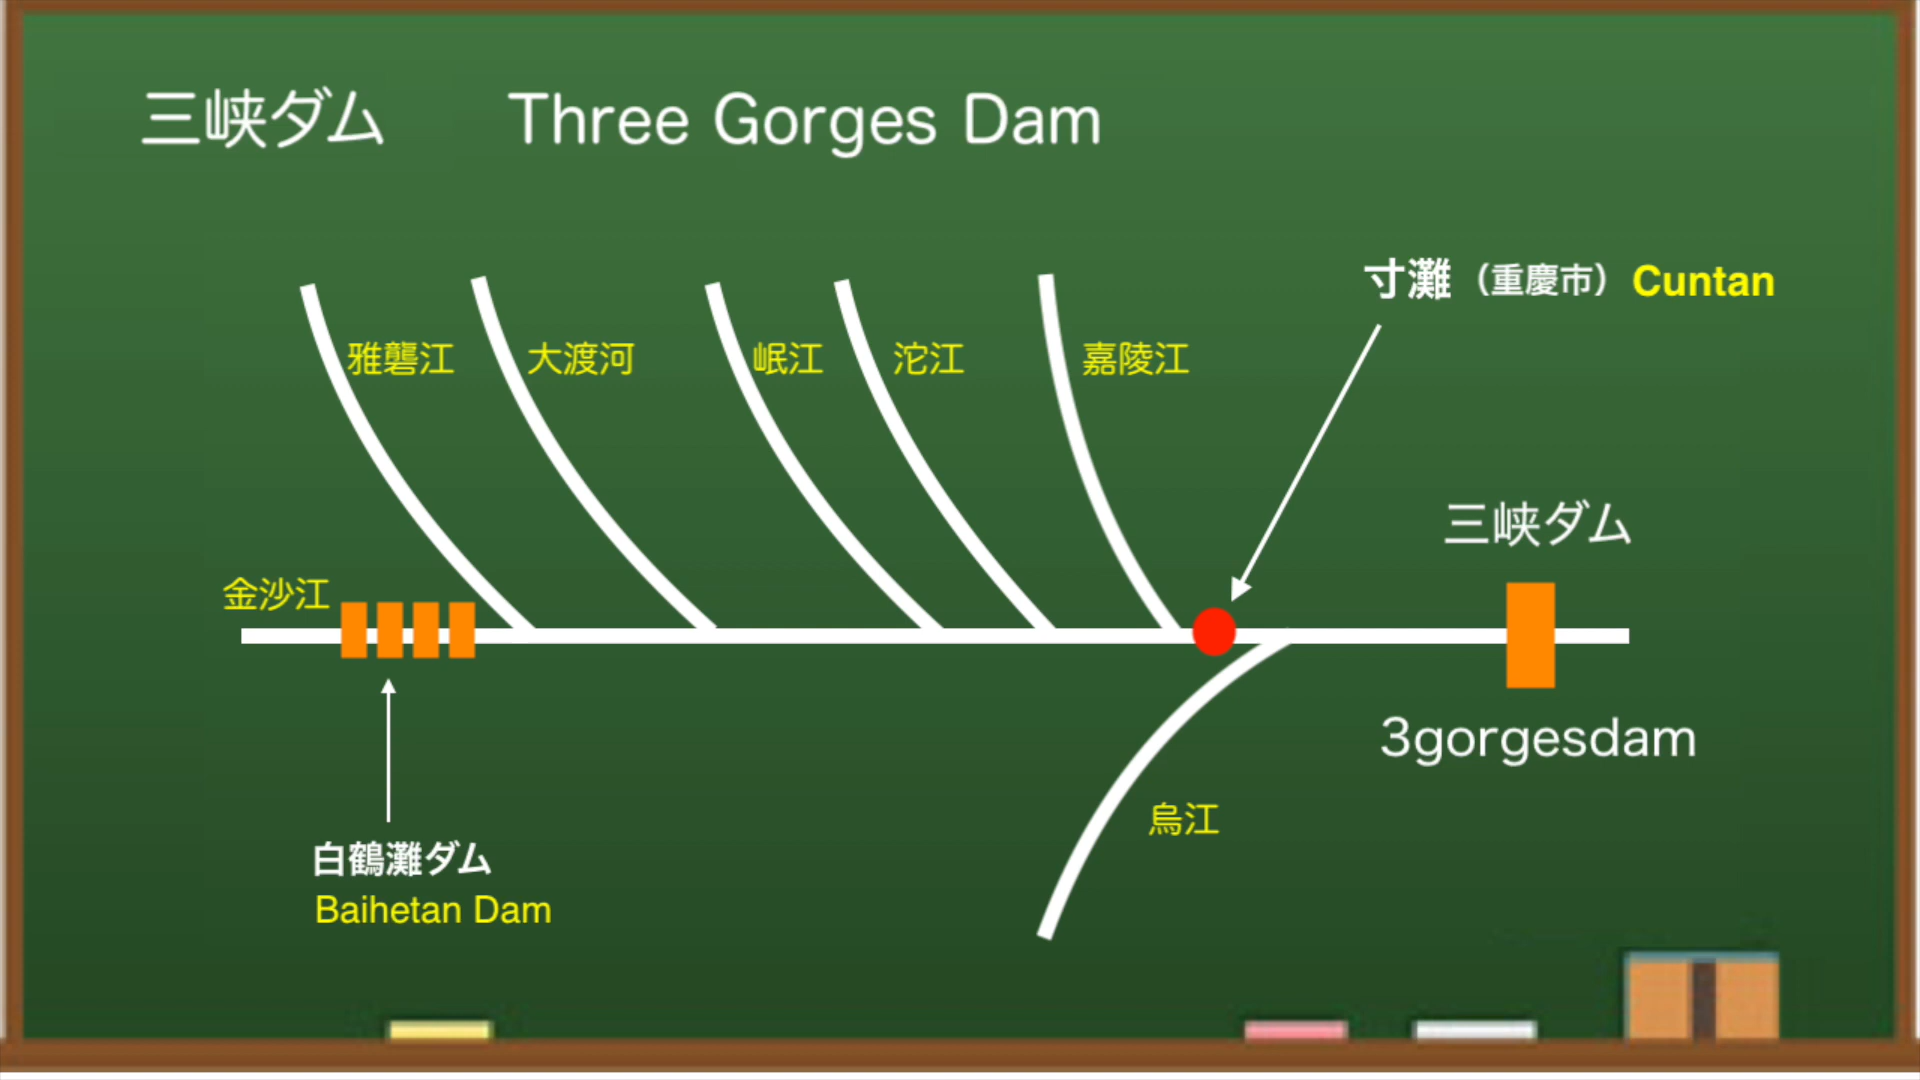 三峡ダム Three Gorges Dam
寸灘（重慶市）Cuntan
雅礱江 大渡河 岷江 沱江 嘉陵江
三峡ダム
金沙江
3gorgesdam
烏江
白鶴灘ダム
Baihetan Dam